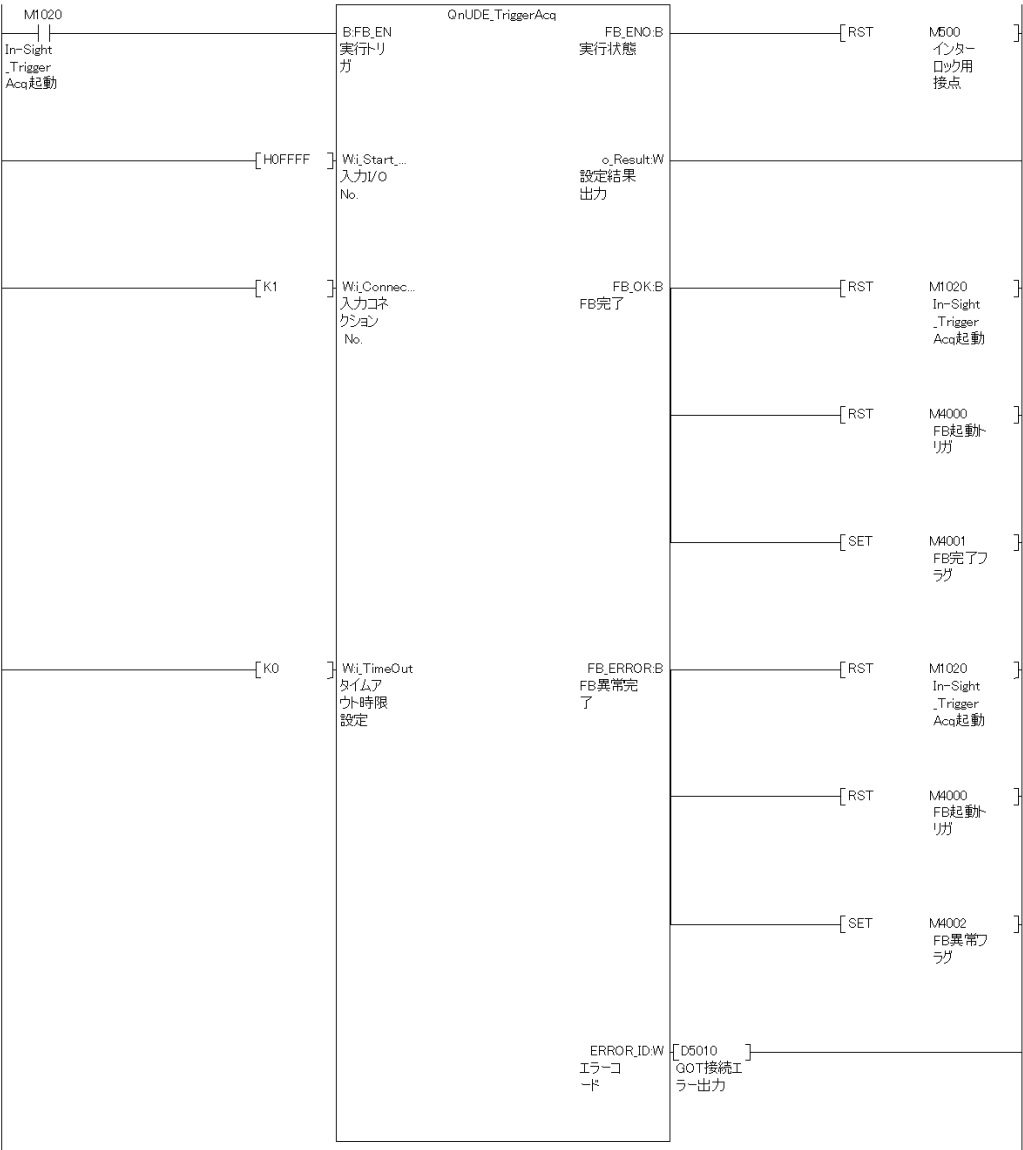 M1020
QnUDE_TriggerAcq
In-Sight
_Trigger
Acq起動
B:FB_EN
実行トリ
ガ
FB_ENO:B
実行状態
RST M500
インター
ロック用
接点
H0FFFF
W:i_Start_...
入力I/O
No.
o_Result:W
設定結果
出力
K1
W:i_Connec...
入力コネ
クション
No.
FB_OK:B
FB完了
RST M1020
In-Sight
_Trigger
Acq起動
RST M4000
FB起動ト
リガ
SET M4001
FB完了フ
ラグ
K0
W:i_TimeOut
タイムア
ウト時限
設定
FB_ERROR:B
FB異常完
了
RST M1020
In-Sight
_Trigger
Acq起動
RST M4000
FB起動ト
リガ
SET M4002
FB異常フ
ラグ
ERROR_ID:W
エラーコ
ード
D5010
GOT接続エ
ラー出力